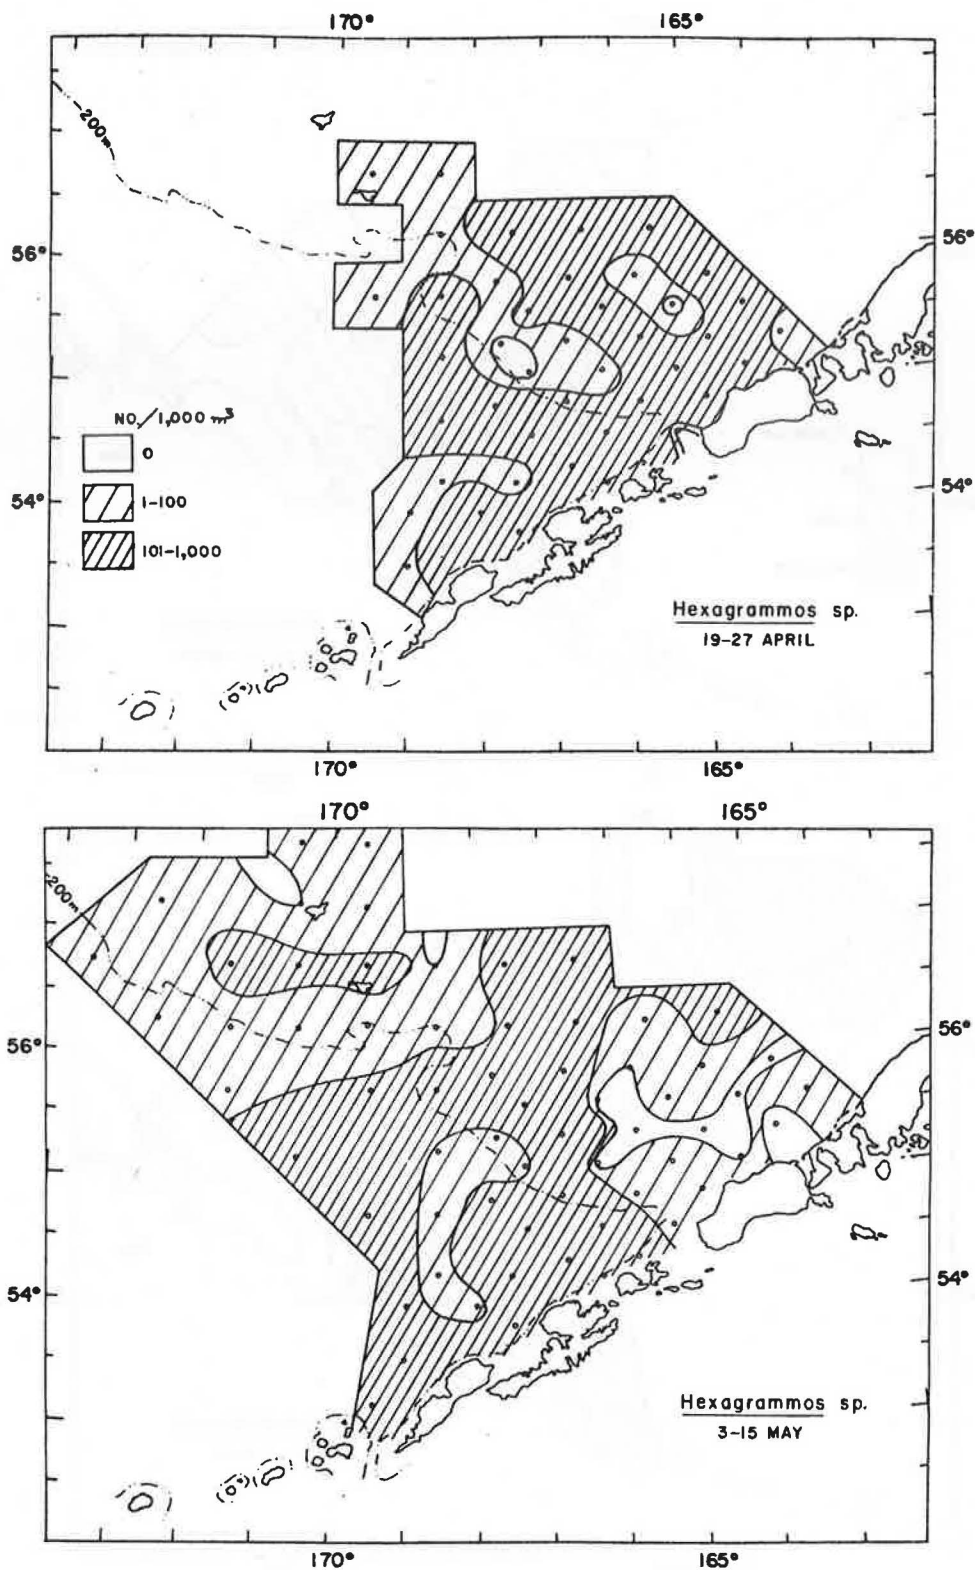 170° 165°
200m
56° 56°
NO./1,000 m³
0
1-100
101-1,000
54° 54°
Hexagrammos sp.
19-27 APRIL
170° 165°
170° 165°
200m
56° 56°
54° 54°
Hexagrammos sp.
3-15 MAY
170° 165°